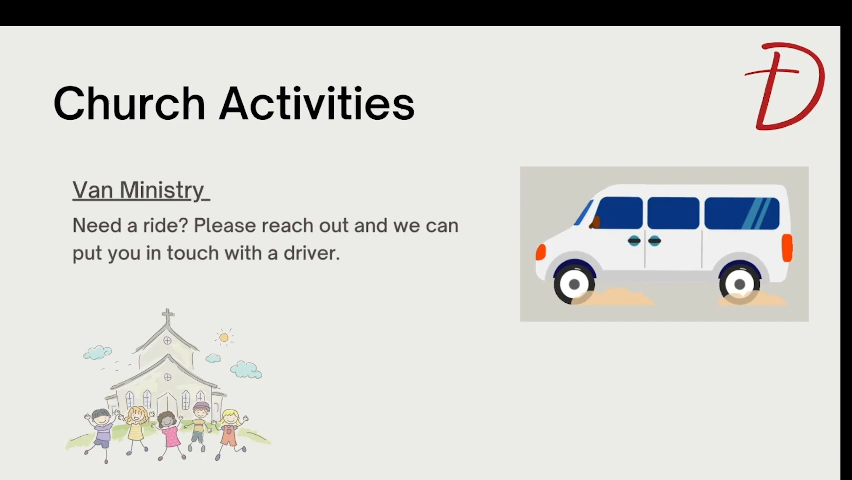 Church Activities
Van Ministry
Need a ride? Please reach out and we can
put you in touch with a driver.
D